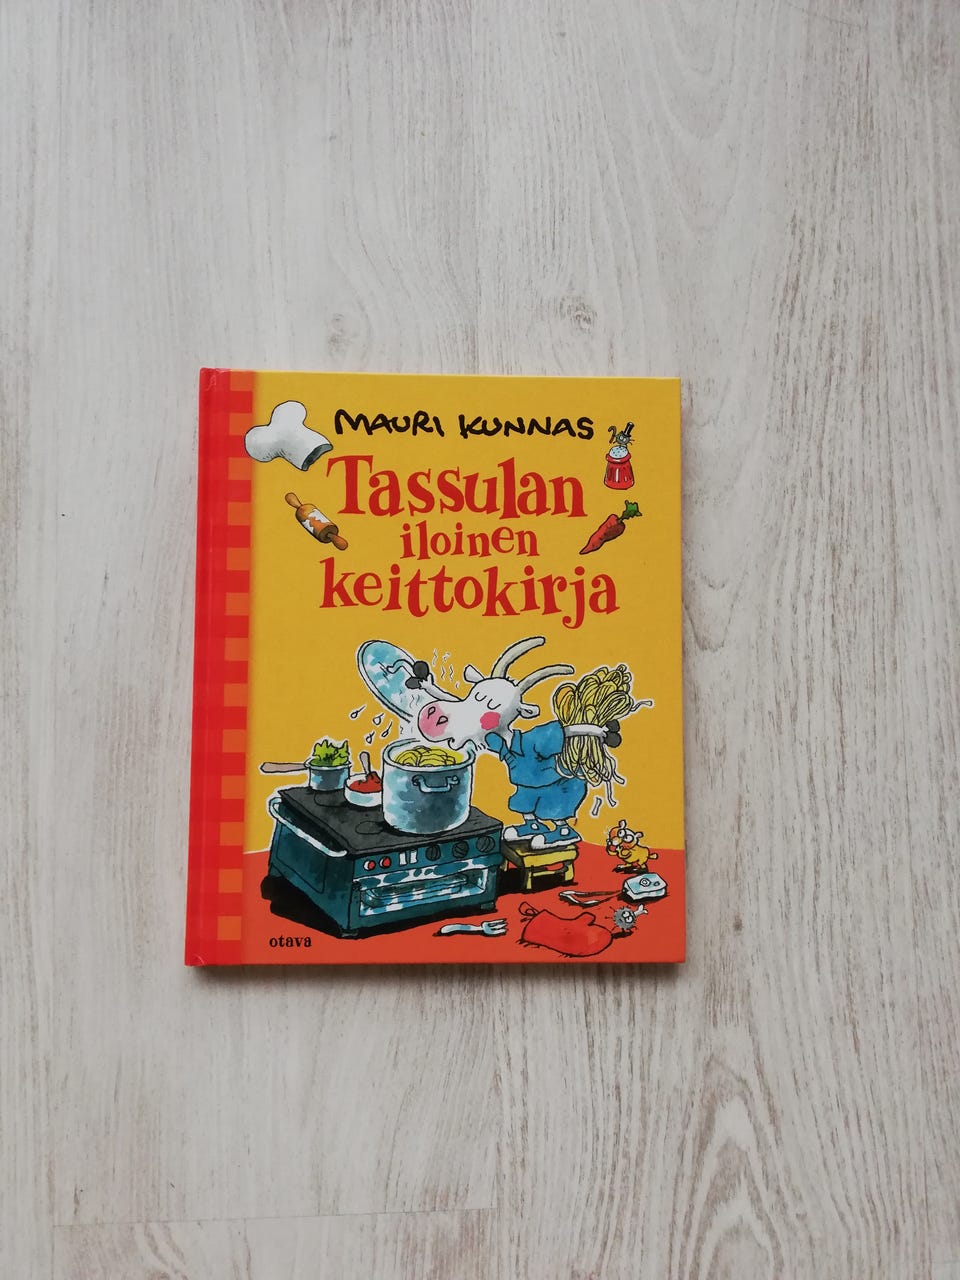 MAURI KUNNAS
Tassulan
iloinen
keittokirja
otava